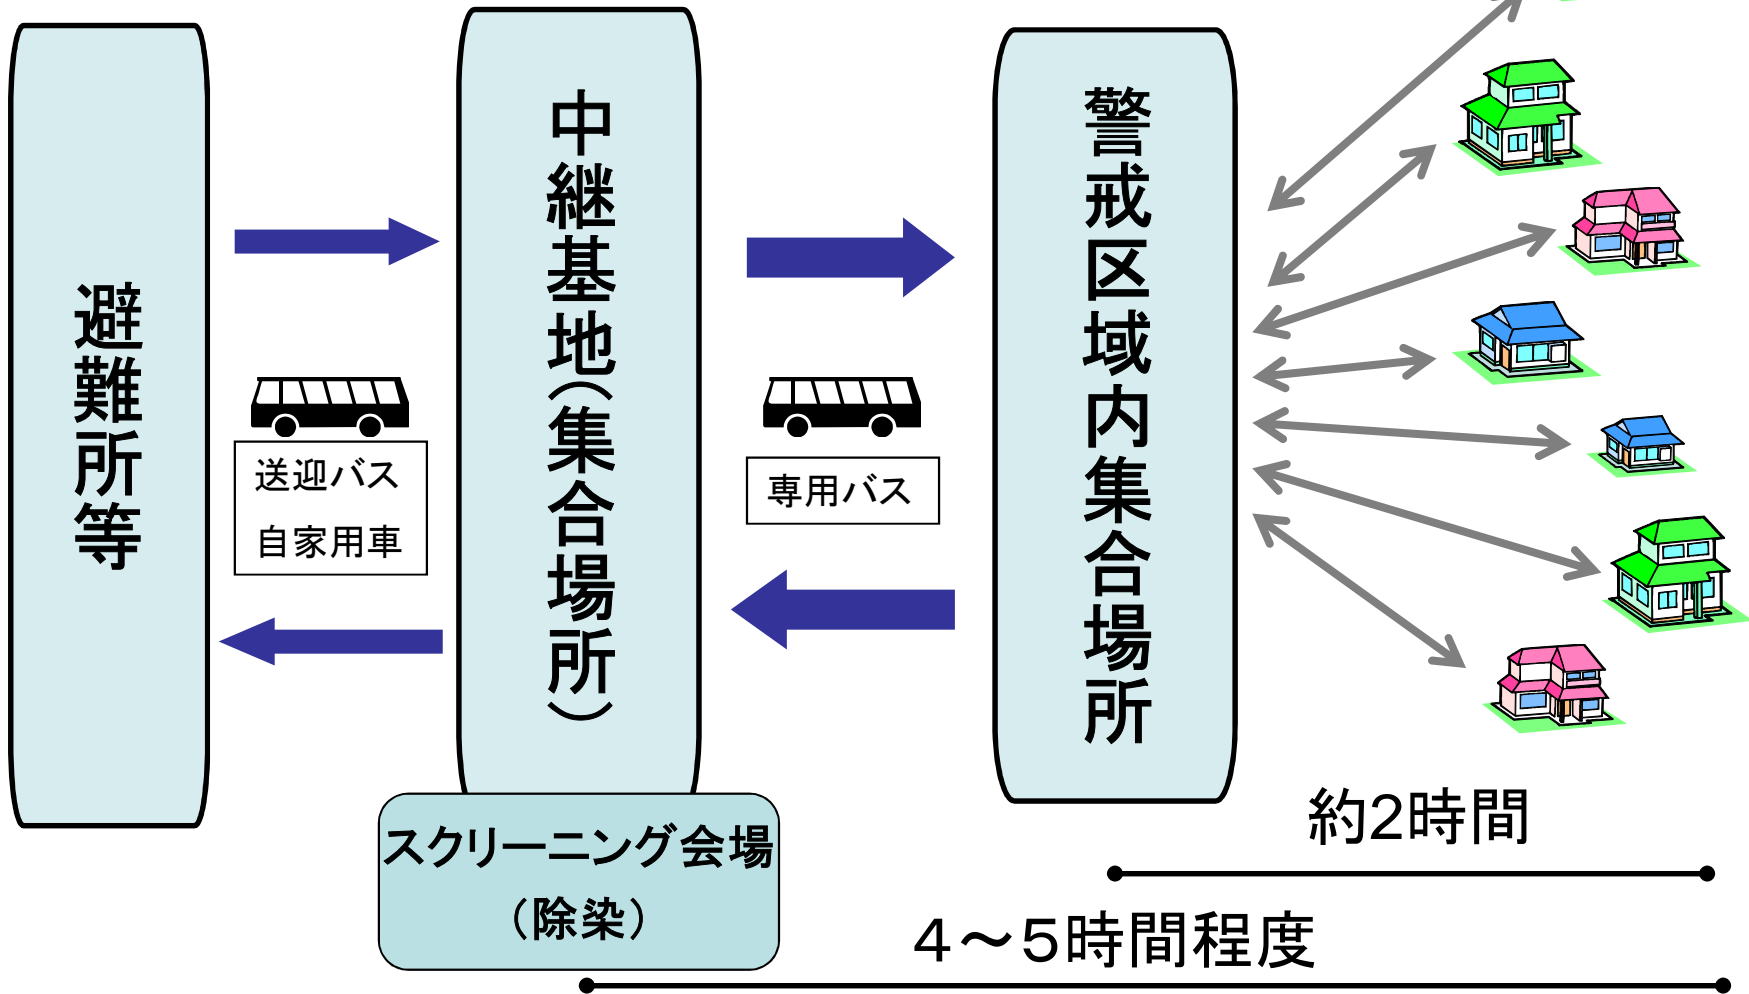 避難所等
送迎バス
自家用車
中継基地(集合場所)
スクリーニング会場
(除染)
専用バス
警戒区域内集合場所
約2時間
4～5時間程度